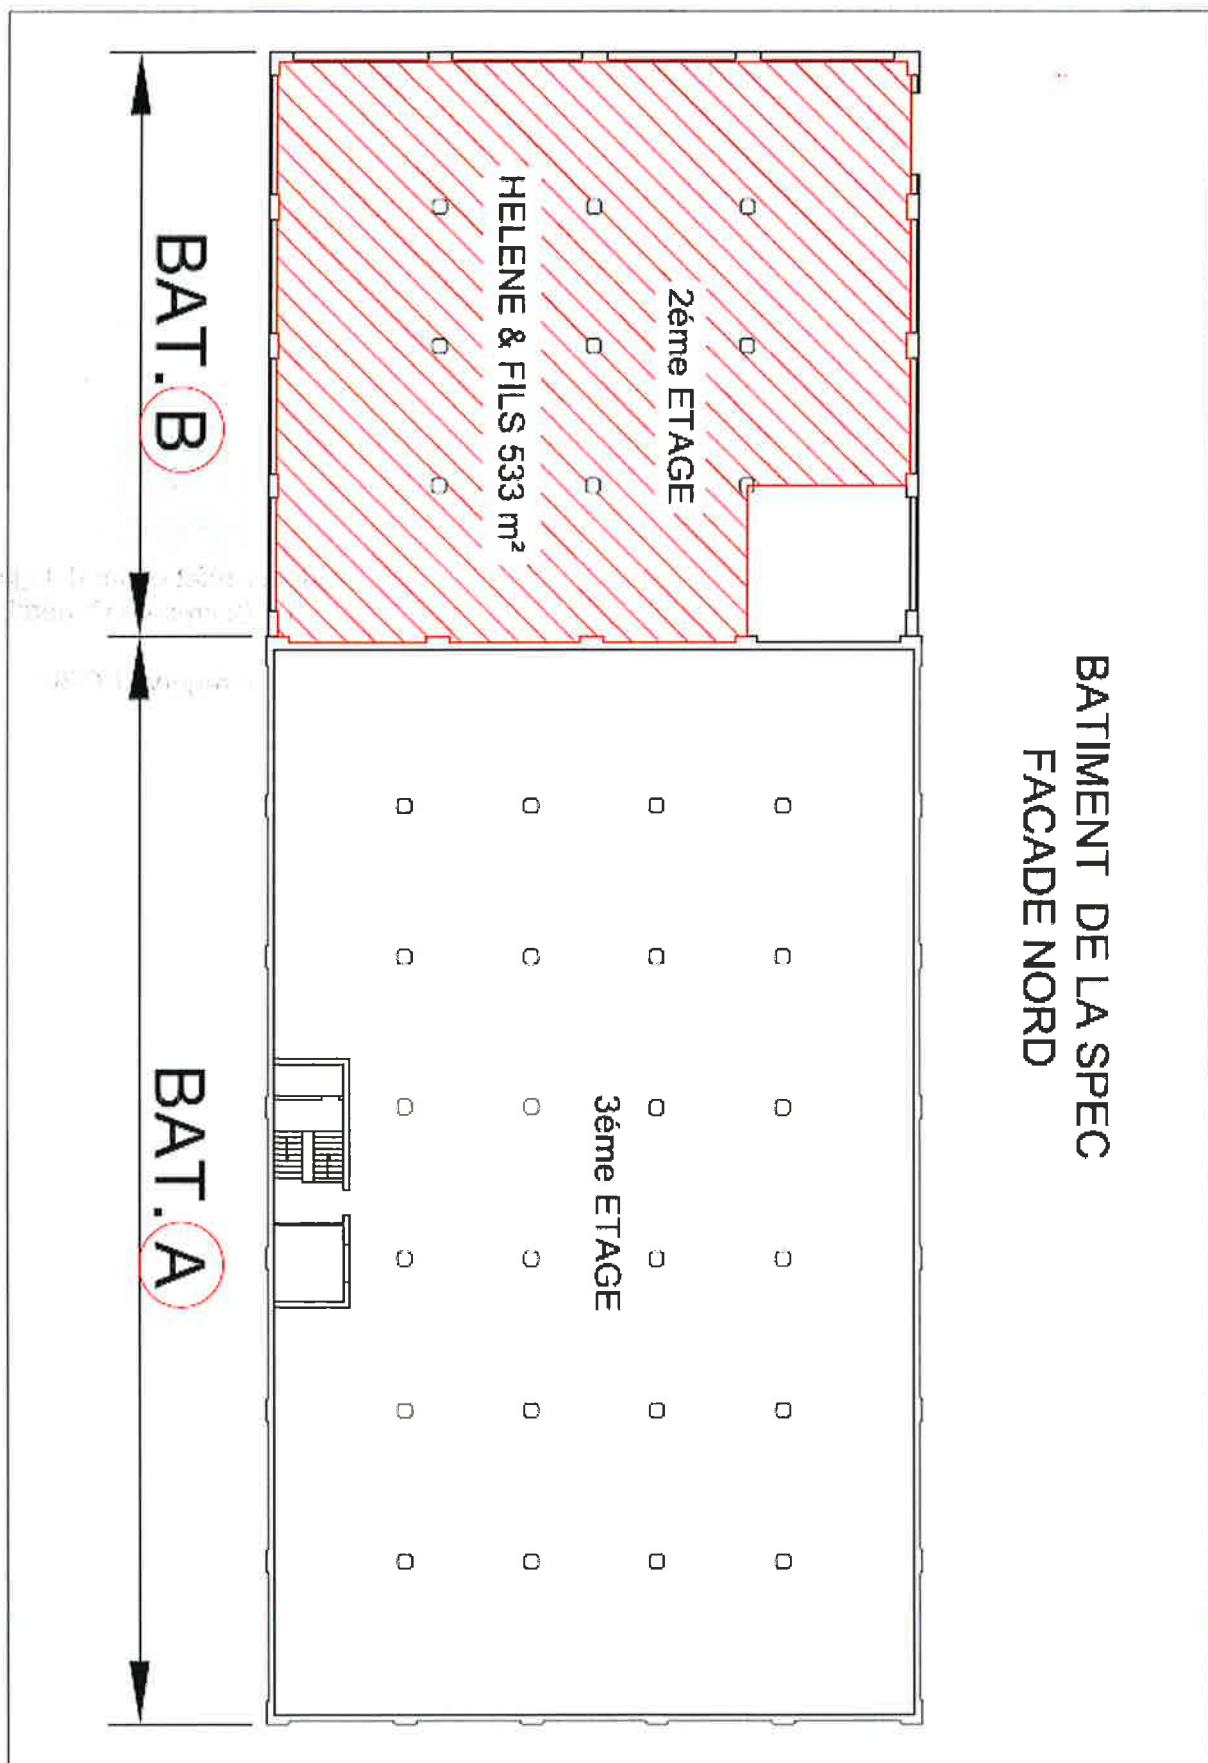 BATIMENT DE LA SPEC
FACADE NORD
2éme ETAGE
HELENE & FILS 533 m²
3éme ETAGE
BAT. B
BAT. A